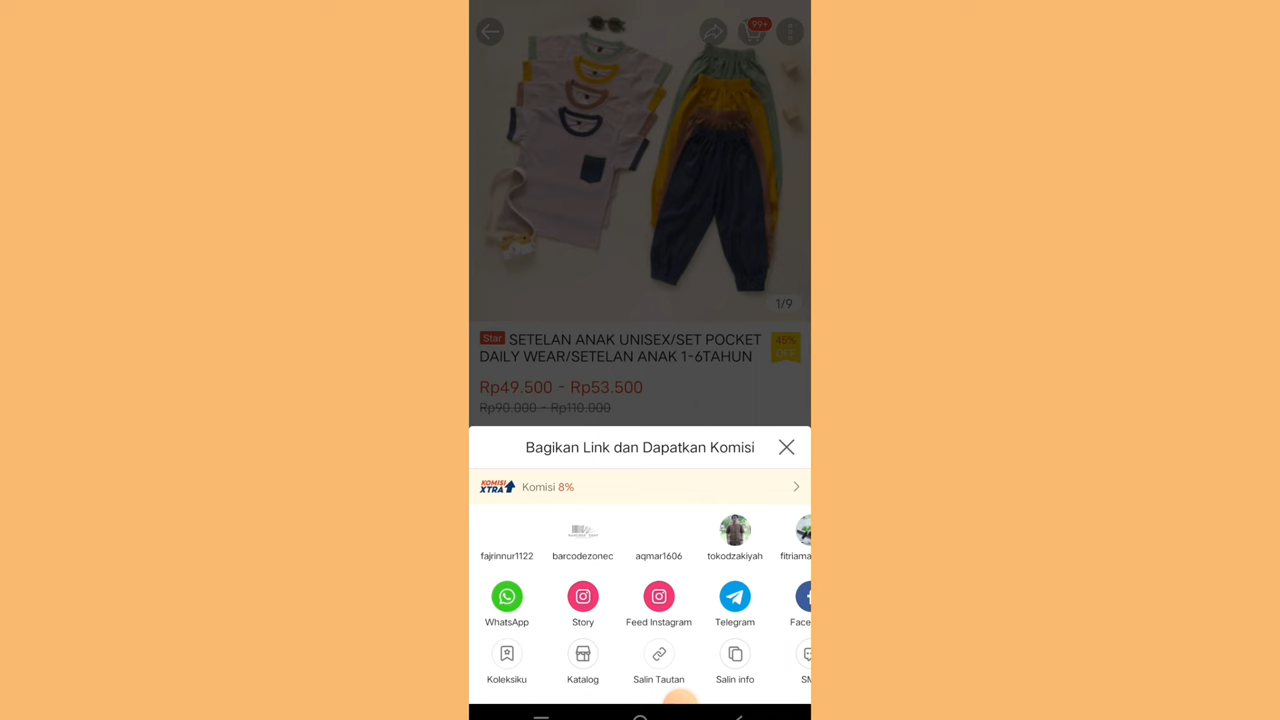 99+
1/9
Star SETELAN ANAK UNISEX/SET POCKET
DAILY WEAR/SETELAN ANAK 1-6TAHUN
45%
OFF
Rp49.500 - Rp53.500
Rp90.000 - Rp110.000
Bagikan Link dan Dapatkan Komisi
KOMISI
XTRA
Komisi 8%
fajrinnur1122 barcodezonec aqmar1606 tokodzakiyah fitriama
WhatsApp Story Feed Instagram Telegram Face
Koleksiku Katalog Salin Tautan Salin info SM